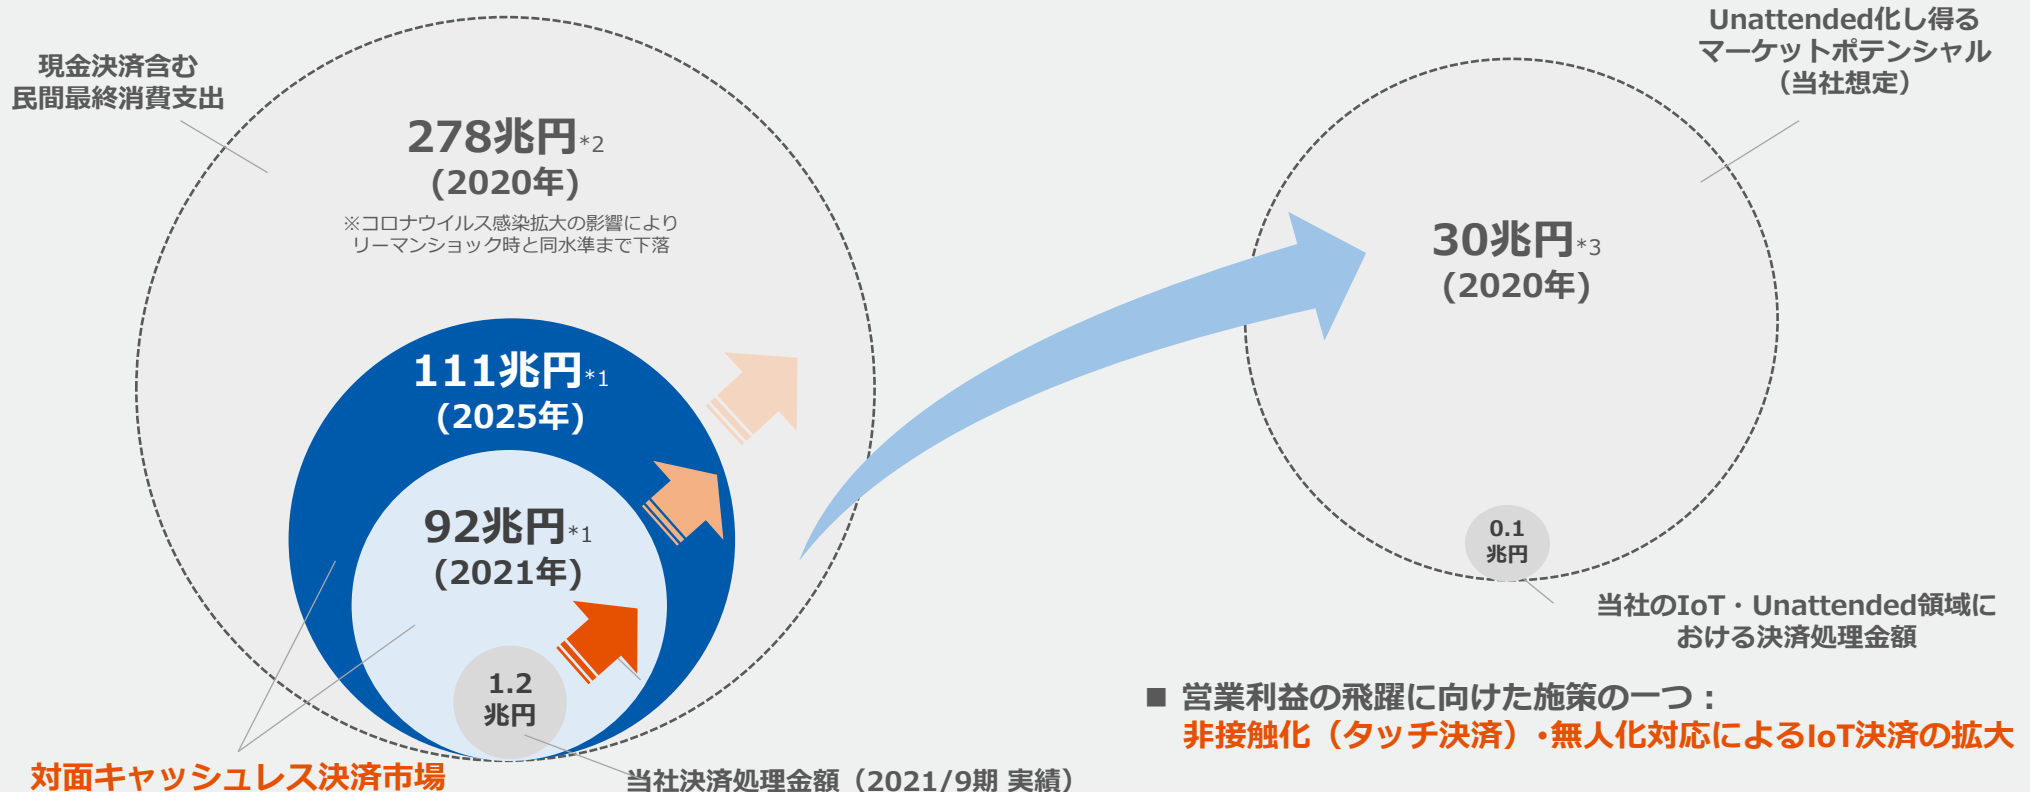 現金決済含む
民間最終消費支出
278兆円*2
(2020年)
※コロナウイルス感染拡大の影響により
リーマンショック時と同水準まで下落
111兆円*1
(2025年)
92兆円*1
(2021年)
1.2
兆円
対面キャッシュレス決済市場
当社決済処理金額（2021/9期 実績）
Unattended化し得る
マーケットポテンシャル
（当社想定）
30兆円*3
(2020年)
0.1
兆円
当社のIoT・Unattended領域に
おける決済処理金額
■ 営業利益の飛躍に向けた施策の一つ：
非接触化（タッチ決済）・無人化対応によるIoT決済の拡大